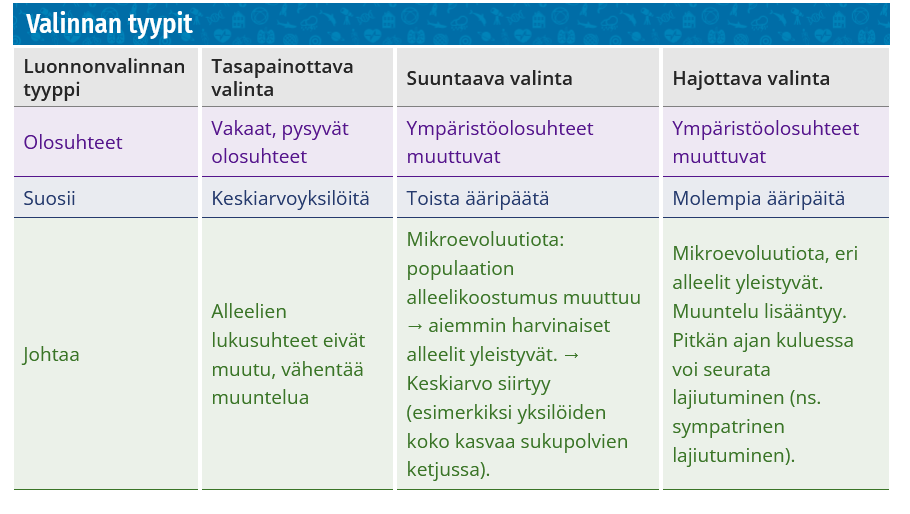 Valinnan tyypit
Luonnonvalinnan
tyyppi
Tasapainottava
valinta
Suuntaava valinta
Hajottava valinta
Olosuhteet
Vakaat, pysyvät
olosuhteet
Ympäristöolosuhteet
muuttuvat
Ympäristöolosuhteet
muuttuvat
Suosii
Keskiarvoyksilöitä
Toista ääripäätä
Molempia ääripäitä
Johtaa
Alleelien
lukusuhteet eivät
muutu, vähentää
muuntelua
Mikroevoluutiota:
populaation
alleelikoostumus muuttuu
→ aiemmin harvinaiset
alleelit yleistyvät. →
Keskiarvo siirtyy
(esimerkiksi yksilöiden
koko kasvaa sukupolvien
ketjussa).
Mikroevoluutiota, eri
alleelit yleistyvät.
Muuntelu lisääntyy.
Pitkän ajan kuluessa
voi seurata
lajiutuminen (ns.
sympatrinen
lajiutuminen).